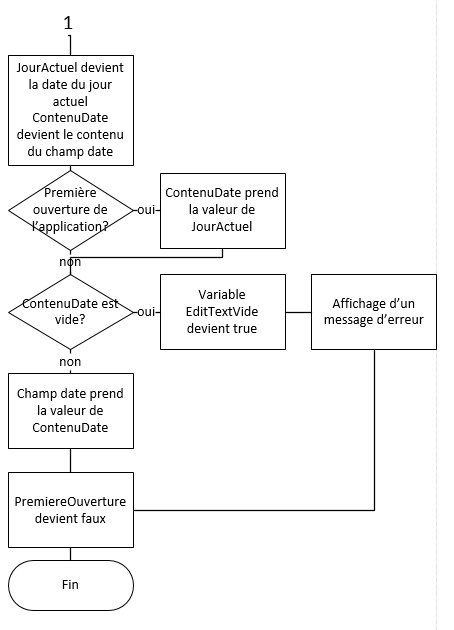 1
JourActuel devient
la date du jour
actuel
ContenuDate
devient le contenu
du champ date
Première
ouverture de
l’application?
oui
ContenuDate prend
la valeur de
JourActuel
non
ContenuDate est
vide?
oui
Variable
EditTextVide
devient true
Affichage d’un
message d’erreur
non
Champ date prend
la valeur de
ContenuDate
PremiereOuverture
devient faux
Fin